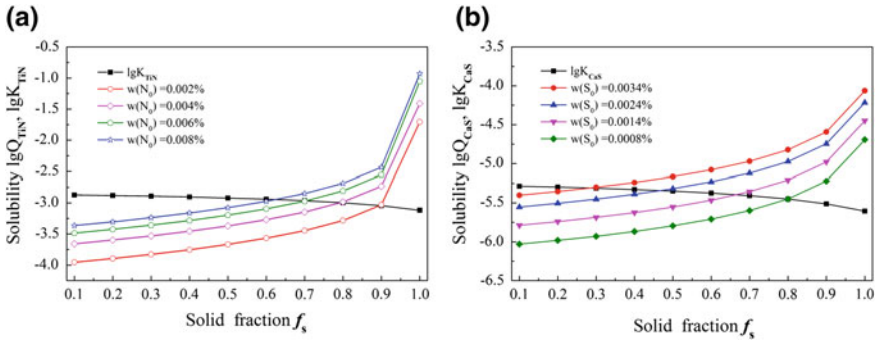 (a)
Solubility lgQTiN, lgKTiN
-0.5
-1.0
-1.5
-2.0
-2.5
-3.0
-3.5
-4.0
lgKTiN
w(N0) =0.002%
w(N0) =0.004%
w(N0) =0.006%
w(N0) =0.008%
0.1 0.2 0.3 0.4 0.5 0.6 0.7 0.8 0.9 1.0
Solid fraction fs
(b)
Solubility lgQCaS, lgKCaS
-3.5
-4.0
-4.5
-5.0
-5.5
-6.0
-6.5
lgKCaS
w(S0) =0.0034%
w(S0) =0.0024%
w(S0) =0.0014%
w(S0) =0.0008%
0.1 0.2 0.3 0.4 0.5 0.6 0.7 0.8 0.9 1.0
Solid fraction fs